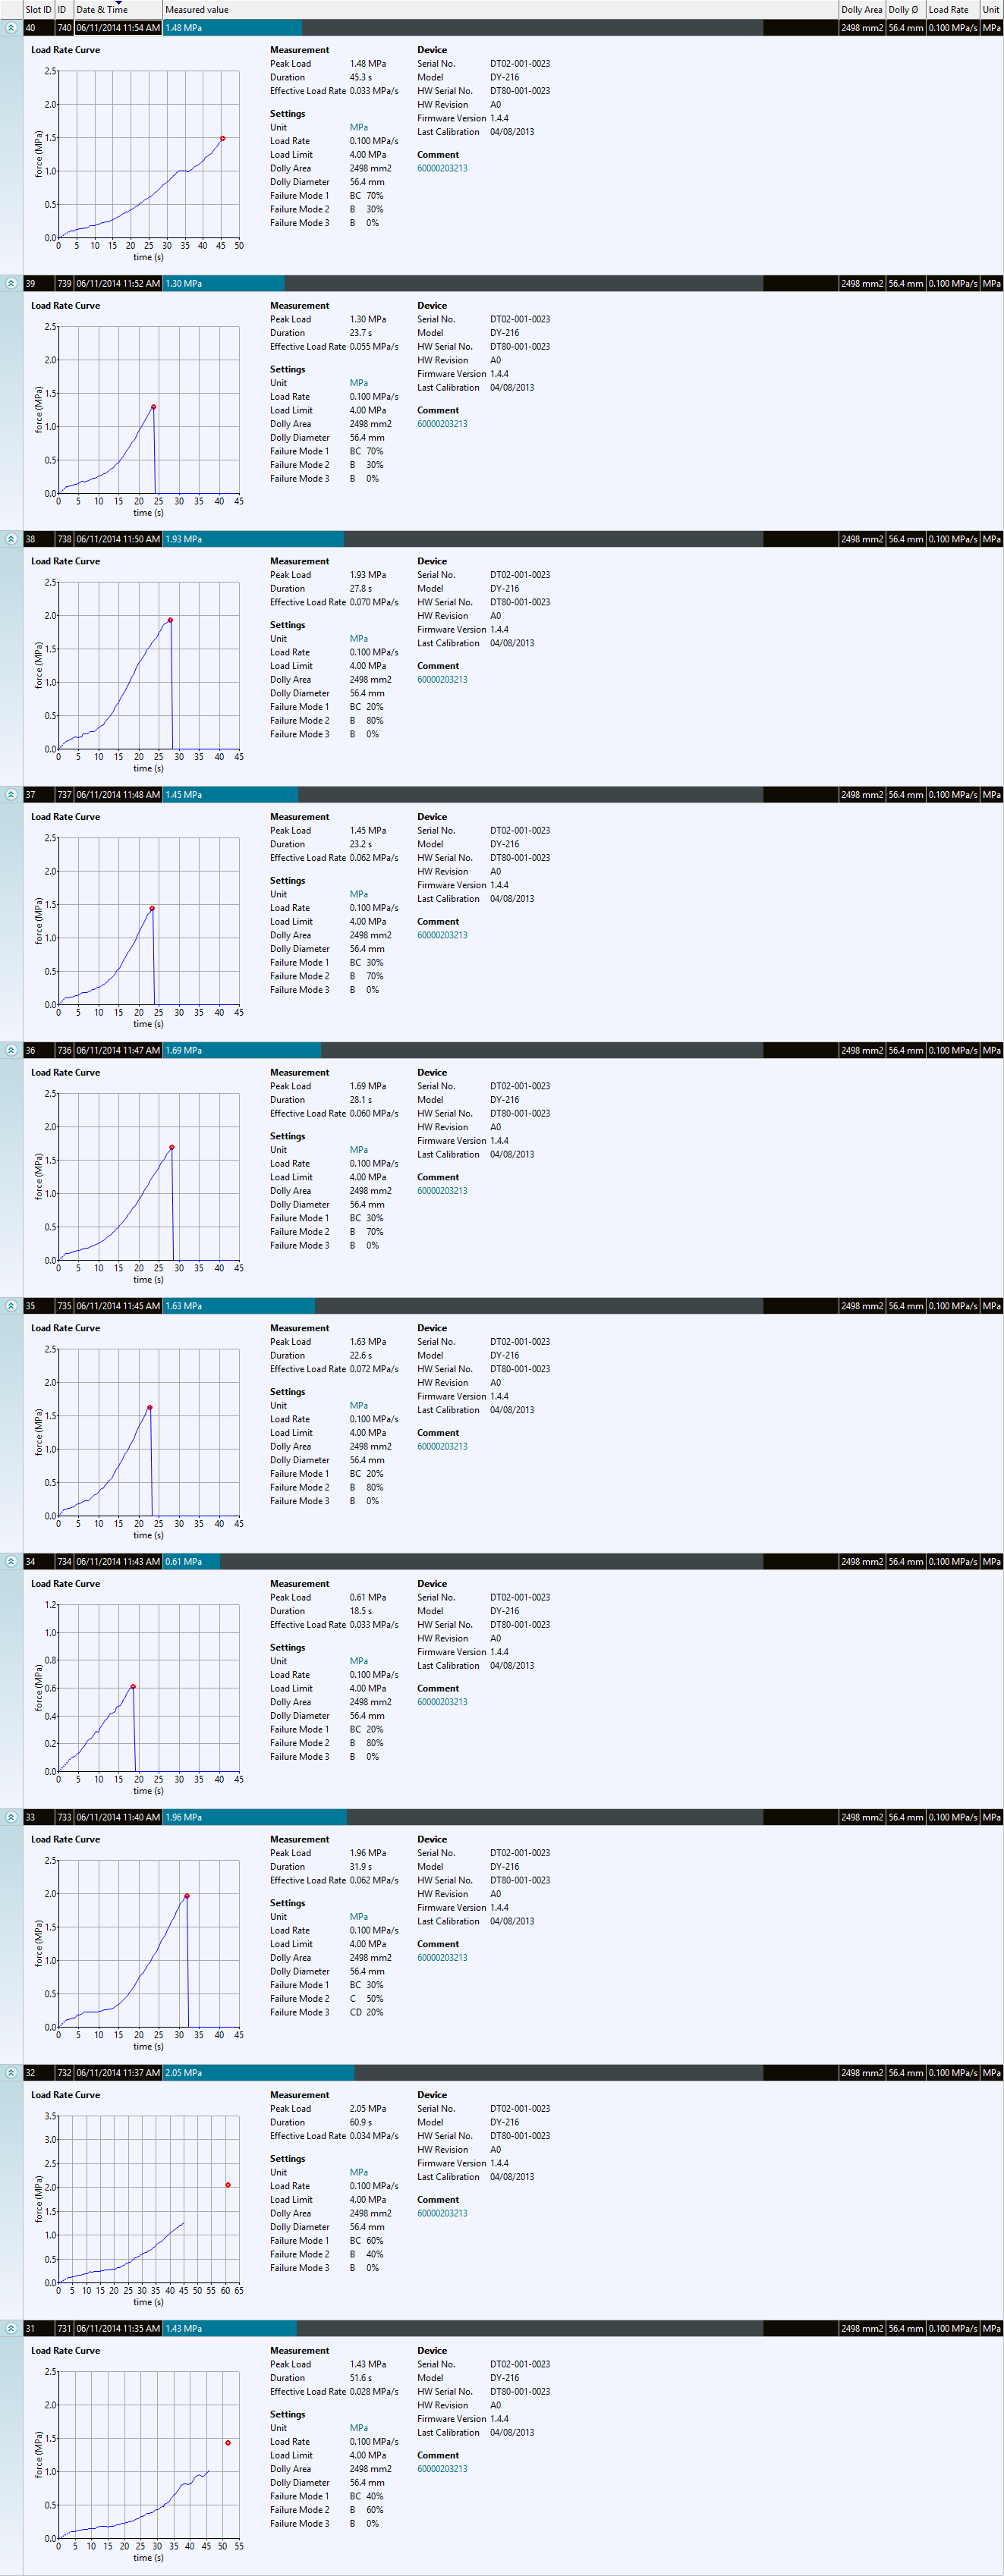 Slot ID ID Date & Time Measured value Dolly Area Dolly Ø Load Rate Unit
40 740 06/11/2014 11:54 AM 1.48 MPa 2498 mm2 56.4 mm 0.100 MPa/s MPa
Load Rate Curve
2.5
2.0
1.5
1.0
0.5
0.0
force (MPa)
0 5 10 15 20 25 30 35 40 45 50
time (s)
Measurement
Peak Load 1.48 MPa
Duration 45.3 s
Effective Load Rate 0.033 MPa/s
Settings
Unit MPa
Load Rate 0.100 MPa/s
Load Limit 4.00 MPa
Dolly Area 2498 mm2
Dolly Diameter 56.4 mm
Failure Mode 1 BC 70%
Failure Mode 2 B 30%
Failure Mode 3 B 0%
Device
Serial No. DT02-001-0023
Model DY-216
HW Serial No. DT80-001-0023
HW Revision A0
Firmware Version 1.4.4
Last Calibration 04/08/2013
Comment
60000203213
39 739 06/11/2014 11:52 AM 1.30 MPa 2498 mm2 56.4 mm 0.100 MPa/s MPa
Load Rate Curve
2.5
2.0
1.5
1.0
0.5
0.0
force (MPa)
0 5 10 15 20 25 30 35 40 45
time (s)
Measurement
Peak Load 1.30 MPa
Duration 23.7 s
Effective Load Rate 0.055 MPa/s
Settings
Unit MPa
Load Rate 0.100 MPa/s
Load Limit 4.00 MPa
Dolly Area 2498 mm2
Dolly Diameter 56.4 mm
Failure Mode 1 BC 70%
Failure Mode 2 B 30%
Failure Mode 3 B 0%
Device
Serial No. DT02-001-0023
Model DY-216
HW Serial No. DT80-001-0023
HW Revision A0
Firmware Version 1.4.4
Last Calibration 04/08/2013
Comment
60000203213
38 738 06/11/2014 11:50 AM 1.93 MPa 2498 mm2 56.4 mm 0.100 MPa/s MPa
Load Rate Curve
2.5
2.0
1.5
1.0
0.5
0.0
force (MPa)
0 5 10 15 20 25 30 35 40 45
time (s)
Measurement
Peak Load 1.93 MPa
Duration 27.8 s
Effective Load Rate 0.070 MPa/s
Settings
Unit MPa
Load Rate 0.100 MPa/s
Load Limit 4.00 MPa
Dolly Area 2498 mm2
Dolly Diameter 56.4 mm
Failure Mode 1 BC 20%
Failure Mode 2 B 80%
Failure Mode 3 B 0%
Device
Serial No. DT02-001-0023
Model DY-216
HW Serial No. DT80-001-0023
HW Revision A0
Firmware Version 1.4.4
Last Calibration 04/08/2013
Comment
60000203213
37 737 06/11/2014 11:48 AM 1.45 MPa 2498 mm2 56.4 mm 0.100 MPa/s MPa
Load Rate Curve
2.5
2.0
1.5
1.0
0.5
0.0
force (MPa)
0 5 10 15 20 25 30 35 40 45
time (s)
Measurement
Peak Load 1.45 MPa
Duration 23.2 s
Effective Load Rate 0.062 MPa/s
Settings
Unit MPa
Load Rate 0.100 MPa/s
Load Limit 4.00 MPa
Dolly Area 2498 mm2
Dolly Diameter 56.4 mm
Failure Mode 1 BC 30%
Failure Mode 2 B 70%
Failure Mode 3 B 0%
Device
Serial No. DT02-001-0023
Model DY-216
HW Serial No. DT80-001-0023
HW Revision A0
Firmware Version 1.4.4
Last Calibration 04/08/2013
Comment
60000203213
36 736 06/11/2014 11:47 AM 1.69 MPa 2498 mm2 56.4 mm 0.100 MPa/s MPa
Load Rate Curve
2.5
2.0
1.5
1.0
0.5
0.0
force (MPa)
0 5 10 15 20 25 30 35 40 45
time (s)
Measurement
Peak Load 1.69 MPa
Duration 28.1 s
Effective Load Rate 0.060 MPa/s
Settings
Unit MPa
Load Rate 0.100 MPa/s
Load Limit 4.00 MPa
Dolly Area 2498 mm2
Dolly Diameter 56.4 mm
Failure Mode 1 BC 30%
Failure Mode 2 B 70%
Failure Mode 3 B 0%
Device
Serial No. DT02-001-0023
Model DY-216
HW Serial No. DT80-001-0023
HW Revision A0
Firmware Version 1.4.4
Last Calibration 04/08/2013
Comment
60000203213
35 735 06/11/2014 11:45 AM 1.63 MPa 2498 mm2 56.4 mm 0.100 MPa/s MPa
Load Rate Curve
2.5
2.0
1.5
1.0
0.5
0.0
force (MPa)
0 5 10 15 20 25 30 35 40 45
time (s)
Measurement
Peak Load 1.63 MPa
Duration 22.6 s
Effective Load Rate 0.072 MPa/s
Settings
Unit MPa
Load Rate 0.100 MPa/s
Load Limit 4.00 MPa
Dolly Area 2498 mm2
Dolly Diameter 56.4 mm
Failure Mode 1 BC 20%
Failure Mode 2 B 80%
Failure Mode 3 B 0%
Device
Serial No. DT02-001-0023
Model DY-216
HW Serial No. DT80-001-0023
HW Revision A0
Firmware Version 1.4.4
Last Calibration 04/08/2013
Comment
60000203213
34 734 06/11/2014 11:43 AM 0.61 MPa 2498 mm2 56.4 mm 0.100 MPa/s MPa
Load Rate Curve
1.2
1.0
0.8
0.6
0.4
0.2
0.0
force (MPa)
0 5 10 15 20 25 30 35 40 45
time (s)
Measurement
Peak Load 0.61 MPa
Duration 18.5 s
Effective Load Rate 0.033 MPa/s
Settings
Unit MPa
Load Rate 0.100 MPa/s
Load Limit 4.00 MPa
Dolly Area 2498 mm2
Dolly Diameter 56.4 mm
Failure Mode 1 BC 20%
Failure Mode 2 B 80%
Failure Mode 3 B 0%
Device
Serial No. DT02-001-0023
Model DY-216
HW Serial No. DT80-001-0023
HW Revision A0
Firmware Version 1.4.4
Last Calibration 04/08/2013
Comment
60000203213
33 733 06/11/2014 11:40 AM 1.96 MPa 2498 mm2 56.4 mm 0.100 MPa/s MPa
Load Rate Curve
2.5
2.0
1.5
1.0
0.5
0.0
force (MPa)
0 5 10 15 20 25 30 35 40 45
time (s)
Measurement
Peak Load 1.96 MPa
Duration 31.9 s
Effective Load Rate 0.062 MPa/s
Settings
Unit MPa
Load Rate 0.100 MPa/s
Load Limit 4.00 MPa
Dolly Area 2498 mm2
Dolly Diameter 56.4 mm
Failure Mode 1 BC 30%
Failure Mode 2 C 50%
Failure Mode 3 CD 20%
Device
Serial No. DT02-001-0023
Model DY-216
HW Serial No. DT80-001-0023
HW Revision A0
Firmware Version 1.4.4
Last Calibration 04/08/2013
Comment
60000203213
32 732 06/11/2014 11:37 AM 2.05 MPa 2498 mm2 56.4 mm 0.100 MPa/s MPa
Load Rate Curve
3.5
3.0
2.5
2.0
1.5
1.0
0.5
0.0
force (MPa)
0 5 10 15 20 25 30 35 40 45 50 55 60 65
time (s)
Measurement
Peak Load 2.05 MPa
Duration 60.9 s
Effective Load Rate 0.034 MPa/s
Settings
Unit MPa
Load Rate 0.100 MPa/s
Load Limit 4.00 MPa
Dolly Area 2498 mm2
Dolly Diameter 56.4 mm
Failure Mode 1 BC 60%
Failure Mode 2 B 40%
Failure Mode 3 B 0%
Device
Serial No. DT02-001-0023
Model DY-216
HW Serial No. DT80-001-0023
HW Revision A0
Firmware Version 1.4.4
Last Calibration 04/08/2013
Comment
60000203213
31 731 06/11/2014 11:35 AM 1.43 MPa 2498 mm2 56.4 mm 0.100 MPa/s MPa
Load Rate Curve
2.5
2.0
1.5
1.0
0.5
0.0
force (MPa)
0 5 10 15 20 25 30 35 40 45 50 55
time (s)
Measurement
Peak Load 1.43 MPa
Duration 51.6 s
Effective Load Rate 0.028 MPa/s
Settings
Unit MPa
Load Rate 0.100 MPa/s
Load Limit 4.00 MPa
Dolly Area 2498 mm2
Dolly Diameter 56.4 mm
Failure Mode 1 BC 40%
Failure Mode 2 B 60%
Failure Mode 3 B 0%
Device
Serial No. DT02-001-0023
Model DY-216
HW Serial No. DT80-001-0023
HW Revision A0
Firmware Version 1.4.4
Last Calibration 04/08/2013
Comment
60000203213